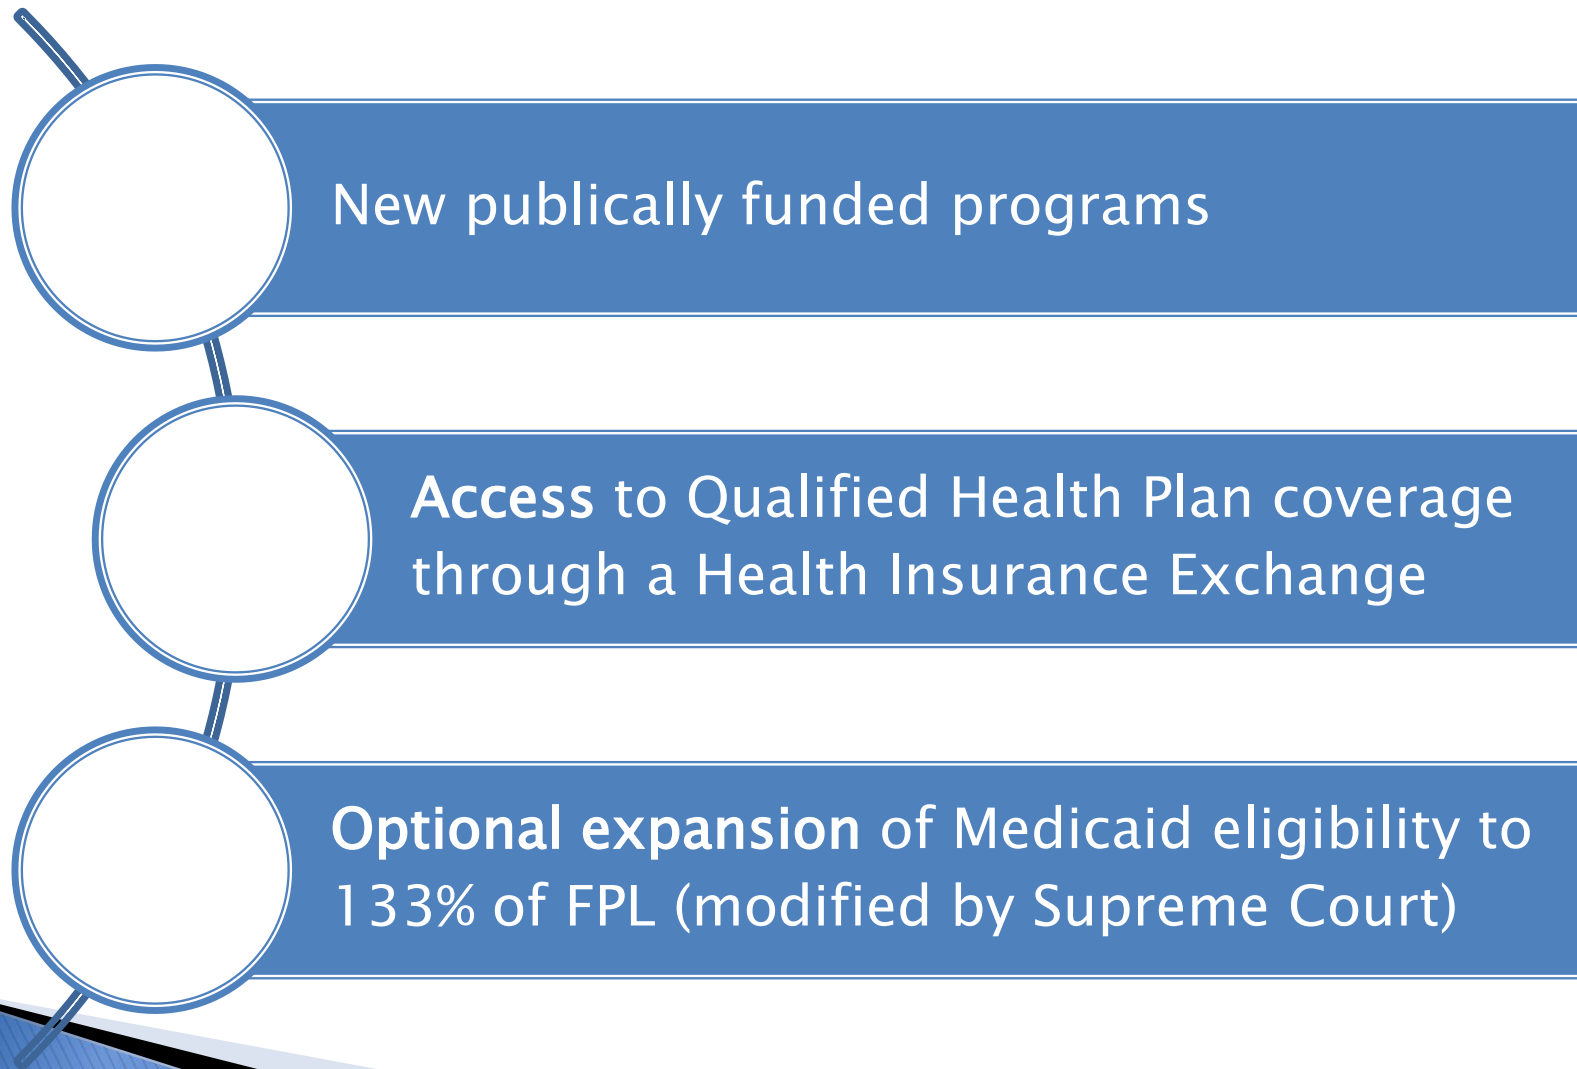 New publically funded programs
Access to Qualified Health Plan coverage
through a Health Insurance Exchange
Optional expansion of Medicaid eligibility to
133% of FPL (modified by Supreme Court)